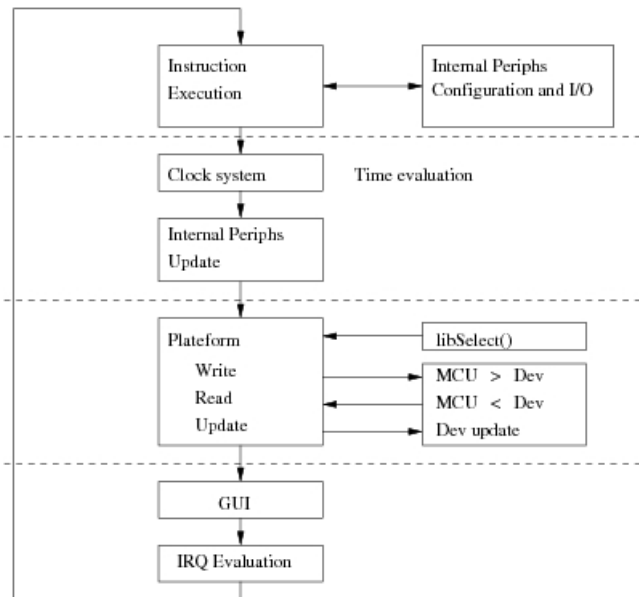 Instruction
Execution
Internal Periphs
Configuration and I/O
Clock system
Time evaluation
Internal Periphs
Update
Plateform
Write
Read
Update
libSelect()
MCU > Dev
MCU < Dev
Dev update
GUI
IRQ Evaluation